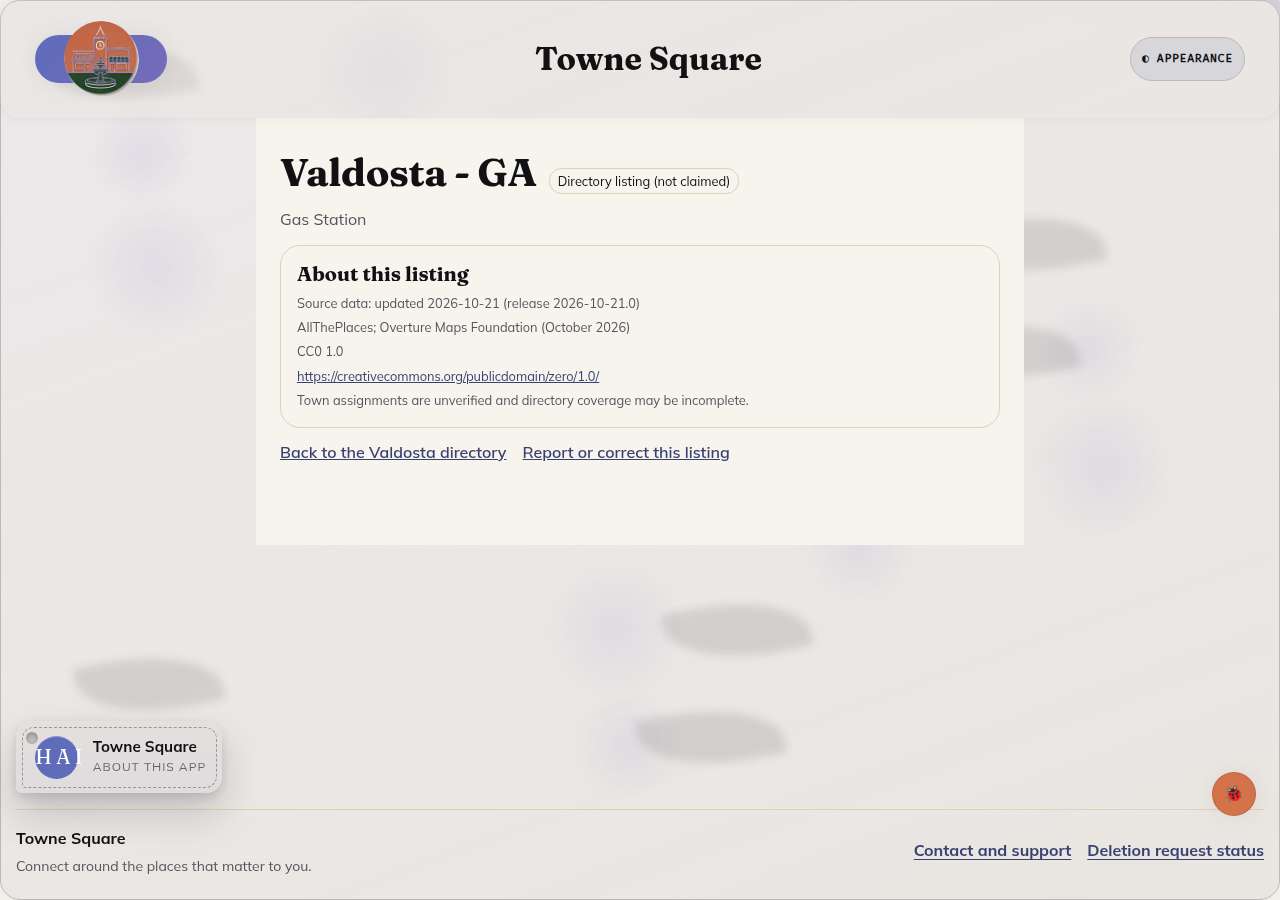 Towne Square
APPEARANCE
Valdosta - GA
Directory listing (not claimed)
Gas Station
About this listing
Source data: updated 2026-10-21 (release 2026-10-21.0)
AllThePlaces; Overture Maps Foundation (October 2026)
CC0 1.0
https://creativecommons.org/publicdomain/zero/1.0/
Town assignments are unverified and directory coverage may be incomplete.
Back to the Valdosta directory
Report or correct this listing
HAI
Towne Square
ABOUT THIS APP
Towne Square
Connect around the places that matter to you.
Contact and support
Deletion request status